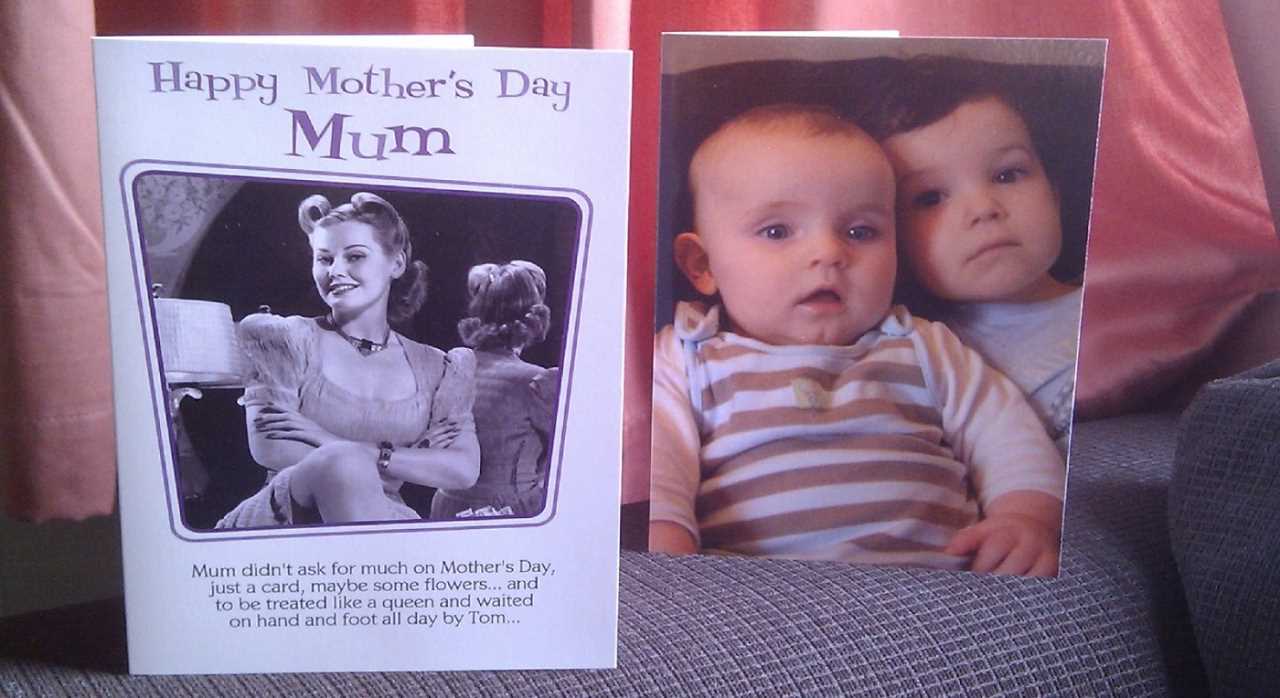 Happy Mother's Day
Mum
Mum didn't ask for much on Mother's Day,
just a card, maybe some flowers... and
to be treated like a queen and waited
on hand and foot all day by Tom...